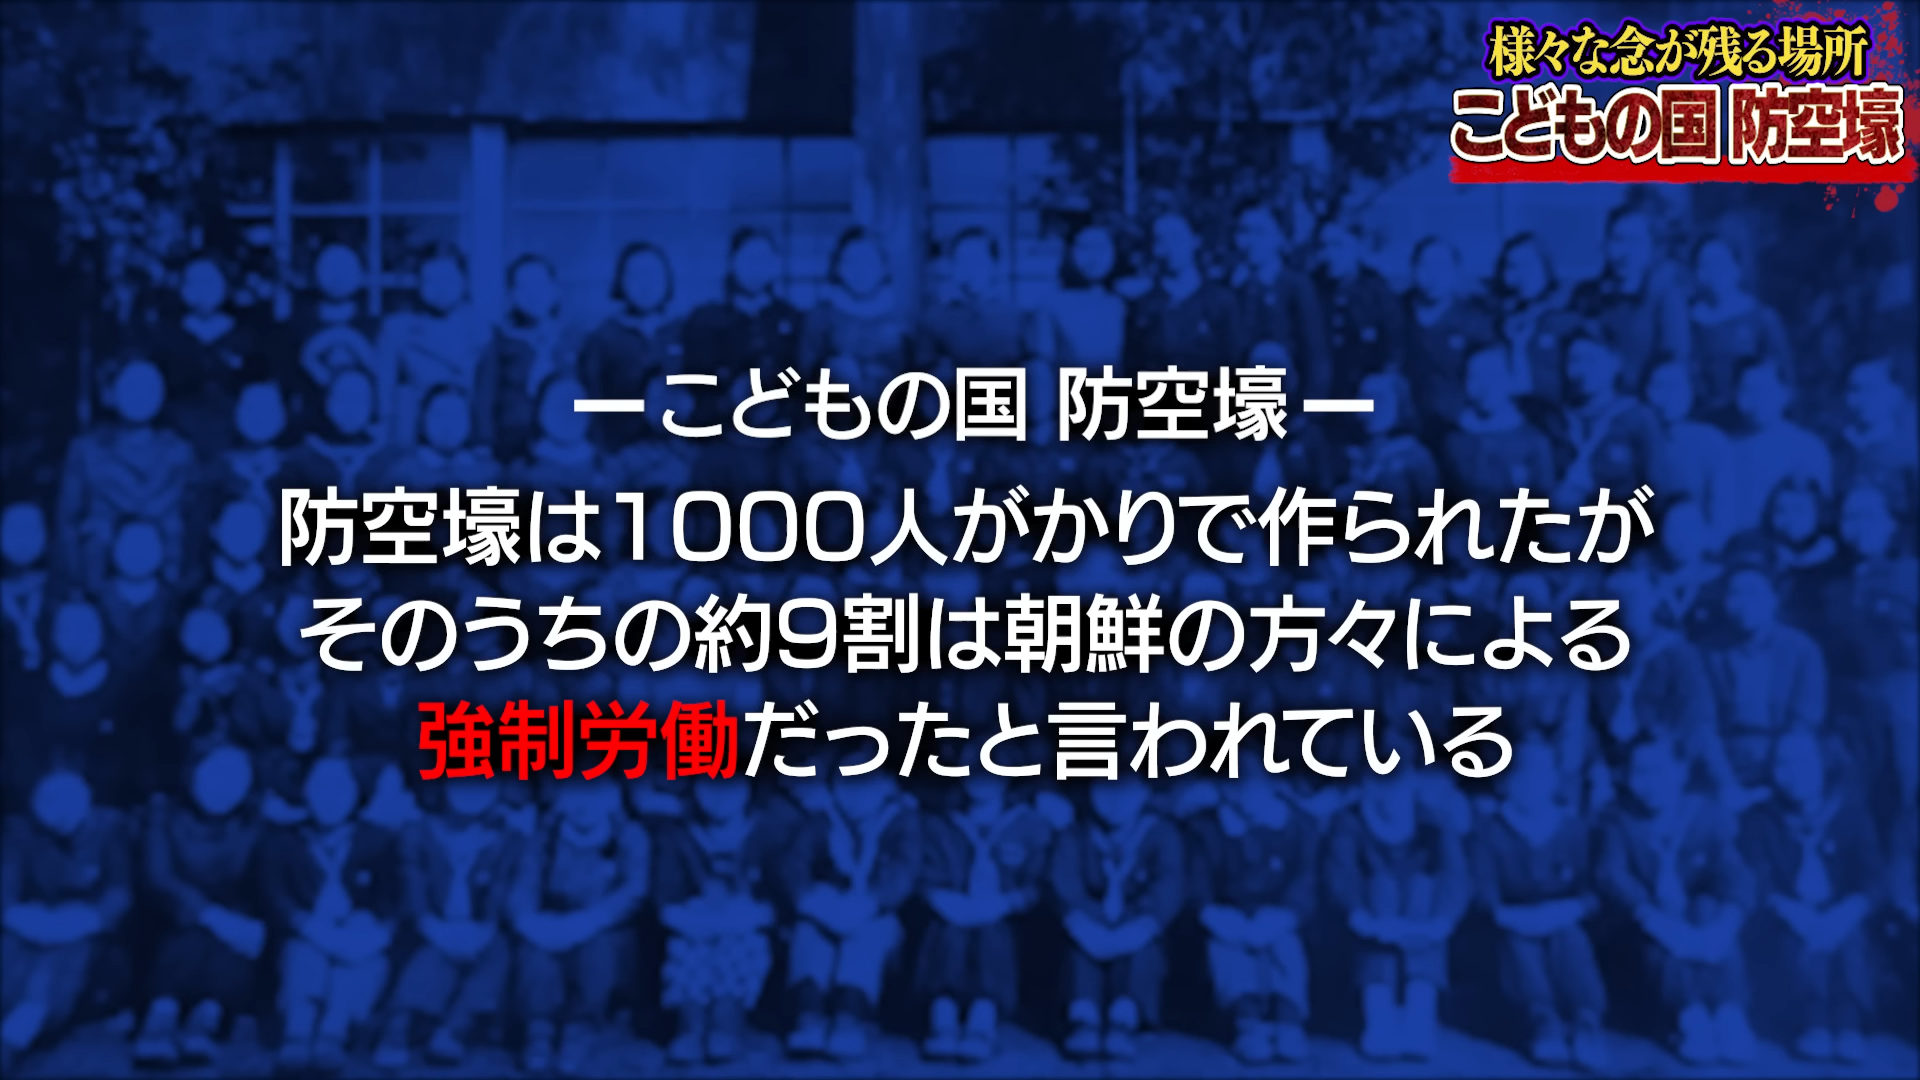 様々な念が残る場所
こどもの国 防空壕
ーこどもの国 防空壕ー
防空壕は1000人がかりで作られたが
そのうちの約9割は朝鮮の方々による
強制労働だったと言われている